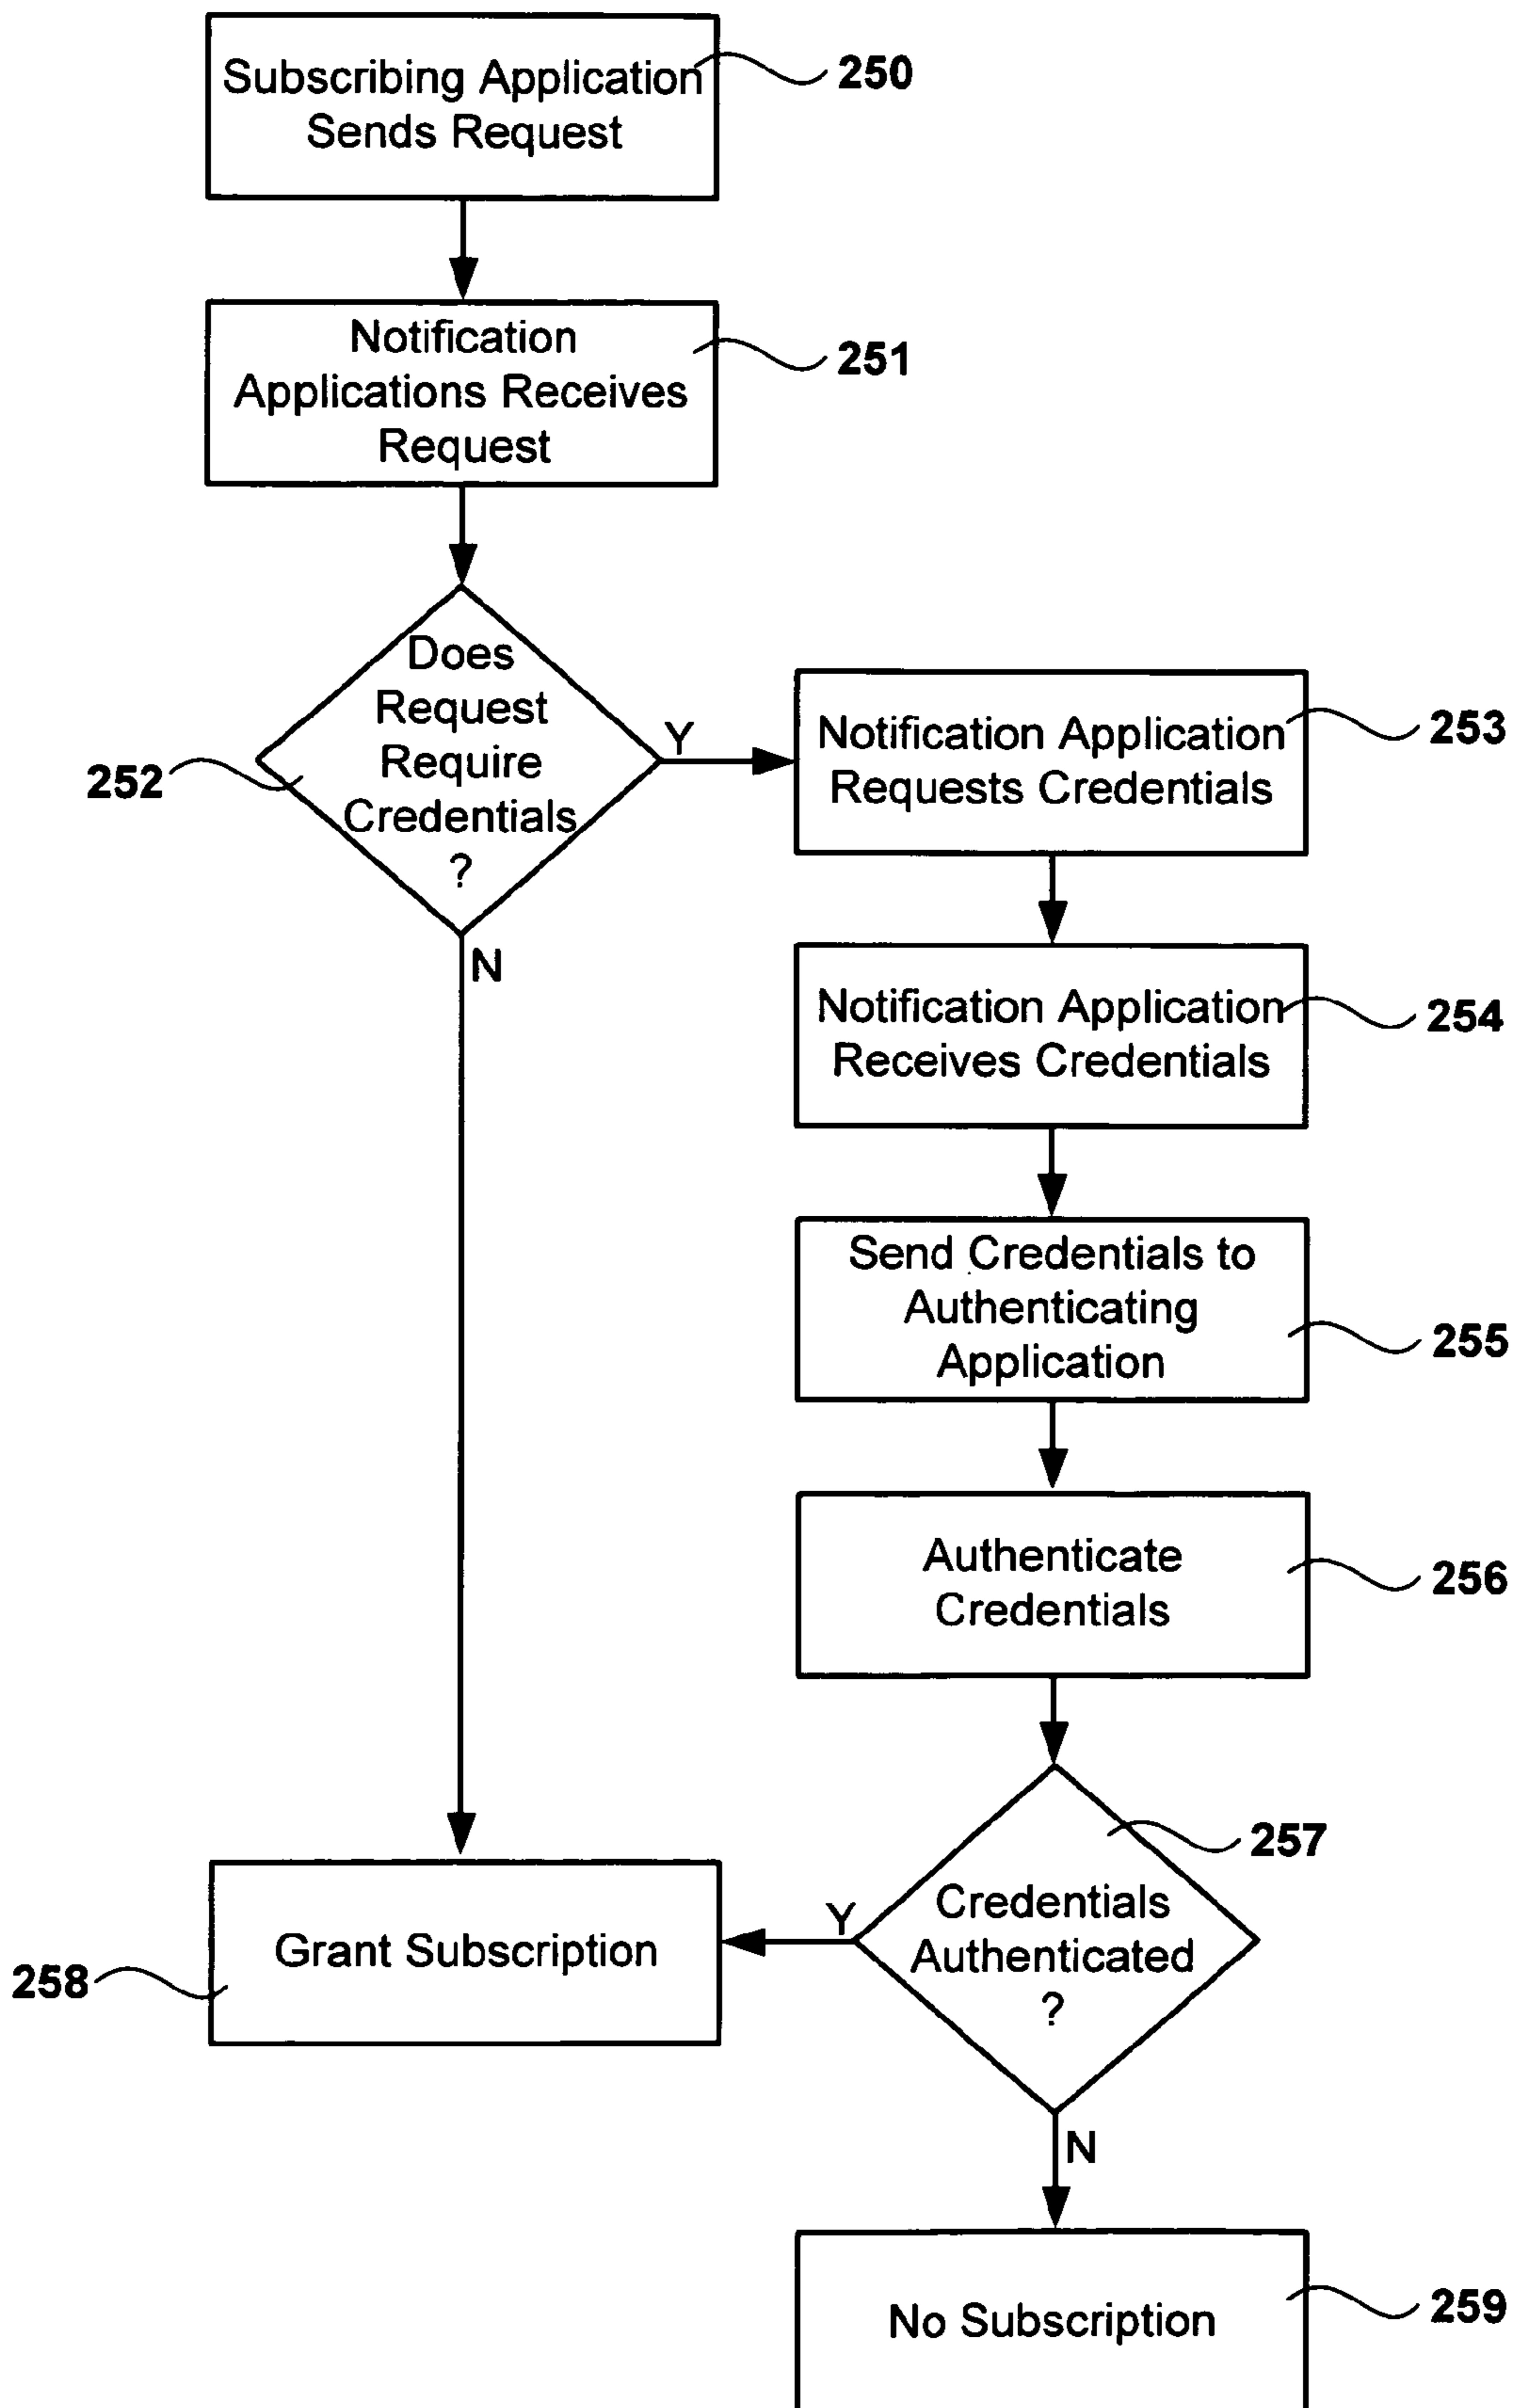 Subscribing Application
Sends Request
250
Notification
Applications Receives
Request
251
Does
Request
Require
Credentials
?
252
Y
N
Notification Application
Requests Credentials
253
Notification Application
Receives Credentials
254
Send Credentials to
Authenticating
Application
255
Authenticate
Credentials
256
Credentials
Authenticated
?
257
Y
N
Grant Subscription
258
No Subscription
259